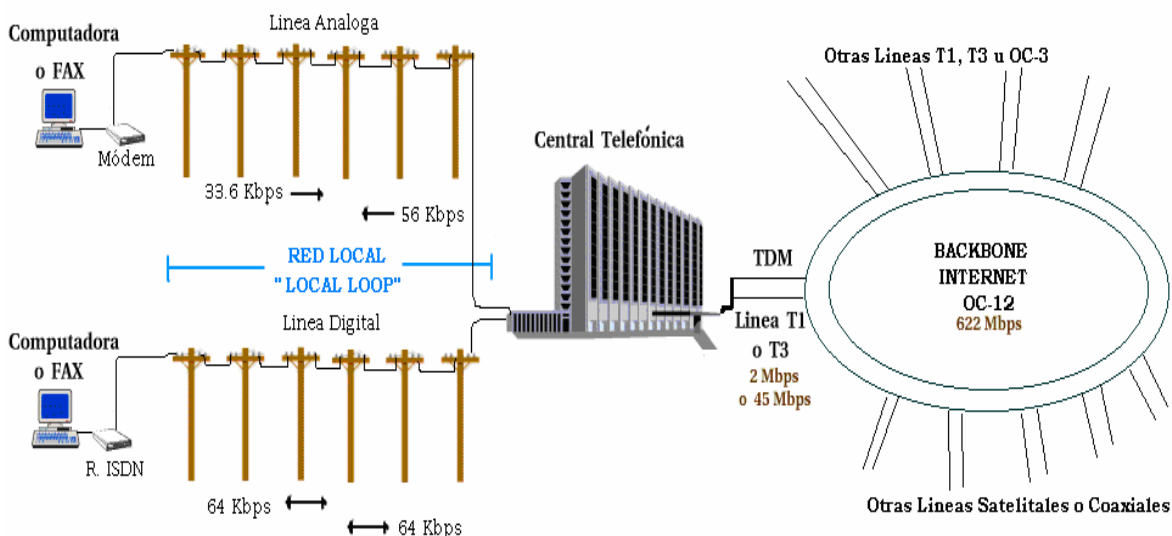 Linea Analoga
Computadora
o FAX
Módem
33.6 Kbps
56 Kbps
RED LOCAL
"LOCAL LOOP"
Linea Digital
Computadora
o FAX
R. ISDN
64 Kbps
64 Kbps
Central Telefónica
TDM
Linea T1
o T3
2 Mbps
o 45 Mbps
Otras Lineas T1, T3 u OC-3
BACKBONE
INTERNET
OC-12
622 Mbps
Otras Lineas Satelitales o Coaxiales